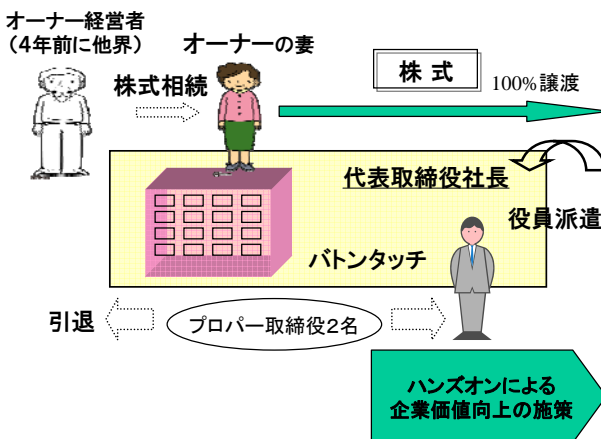 オーナー経営者
（4年前に他界）
オーナーの妻
株式相続
株 式
100%譲渡
代表取締役社長
役員派遣
バトンタッチ
引退
プロパー取締役2名
ハンズオンによる
企業価値向上の施策